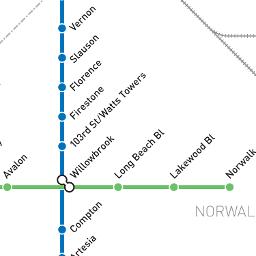 Vernon
Slauson
Florence
Firestone
103rd St/Watts Towers
Willowbrook
Avalon
Long Beach Bl
Lakewood Bl
Norwalk
NORWAL
Compton
Artesia